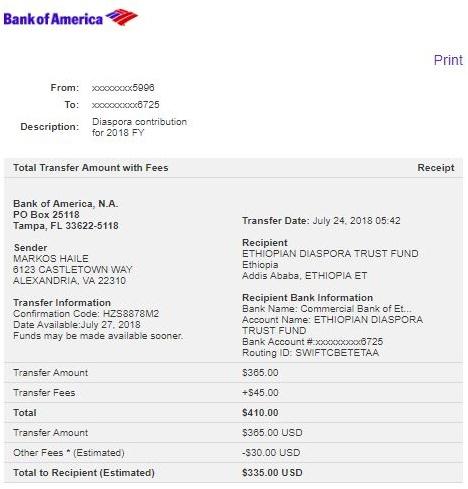 Bank of America
Print
From: xxxxxxxx5996
To: xxxxxxxxx6725
Description: Diaspora contribution
for 2018 FY
Total Transfer Amount with Fees Receipt
Bank of America, N.A.
PO Box 25118
Tampa, FL 33622-5118
Transfer Date: July 24, 2018 05:42
Sender
MARKOS HAILE
6123 CASTLETOWN WAY
ALEXANDRIA, VA 22310
Recipient
ETHIOPIAN DIASPORA TRUST FUND
Ethiopia
Addis Ababa, ETHIOPIA ET
Transfer Information
Confirmation Code: HZS8878M2
Date Available:July 27, 2018
Funds may be made available sooner.
Recipient Bank Information
Bank Name: Commercial Bank of Et...
Account Name: ETHIOPIAN DIASPORA
TRUST FUND
Bank Account #:xxxxxxxxx6725
Routing ID: SWIFTCBETETAA
Transfer Amount $365.00
Transfer Fees +$45.00
Total $410.00
Transfer Amount $365.00 USD
Other Fees * (Estimated) -$30.00 USD
Total to Recipient (Estimated) $335.00 USD